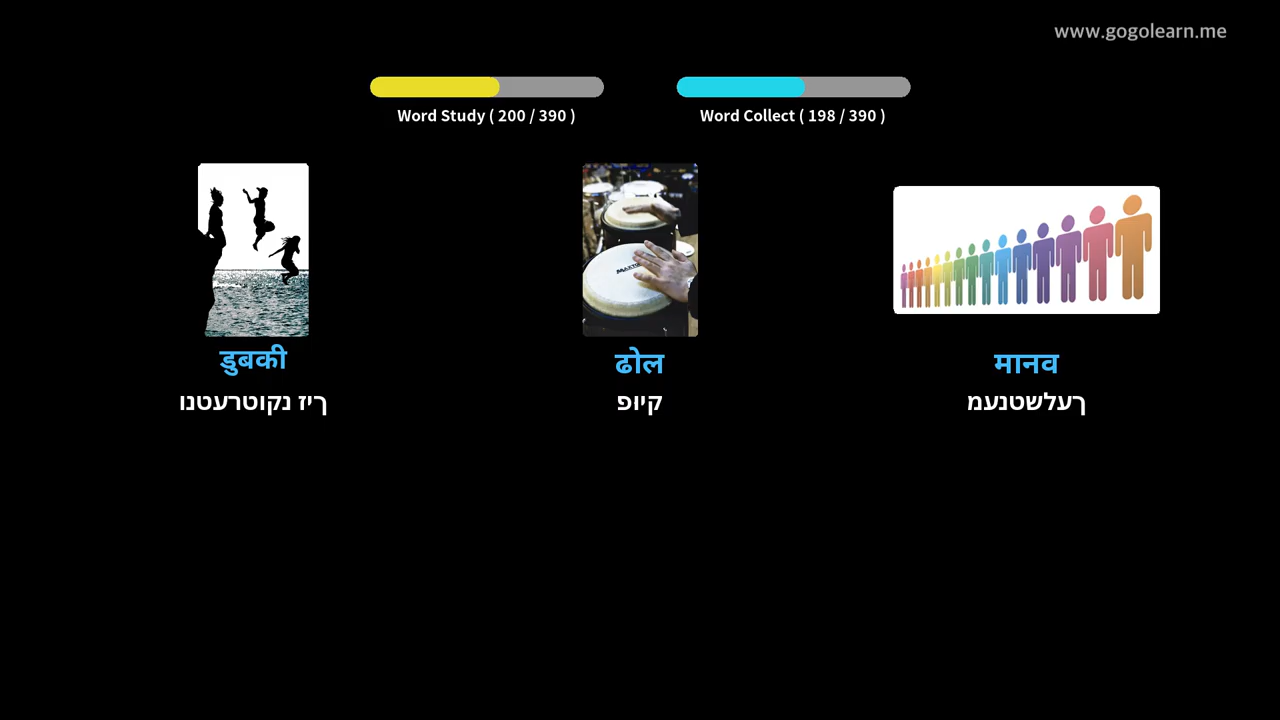 www.gogolearn.me
Word Study ( 200 / 390 )
Word Collect ( 198 / 390 )
डुबकी
ךיז נקוטרעטנו
ढोल
קיופ
मानव
ךעלשטנעמ